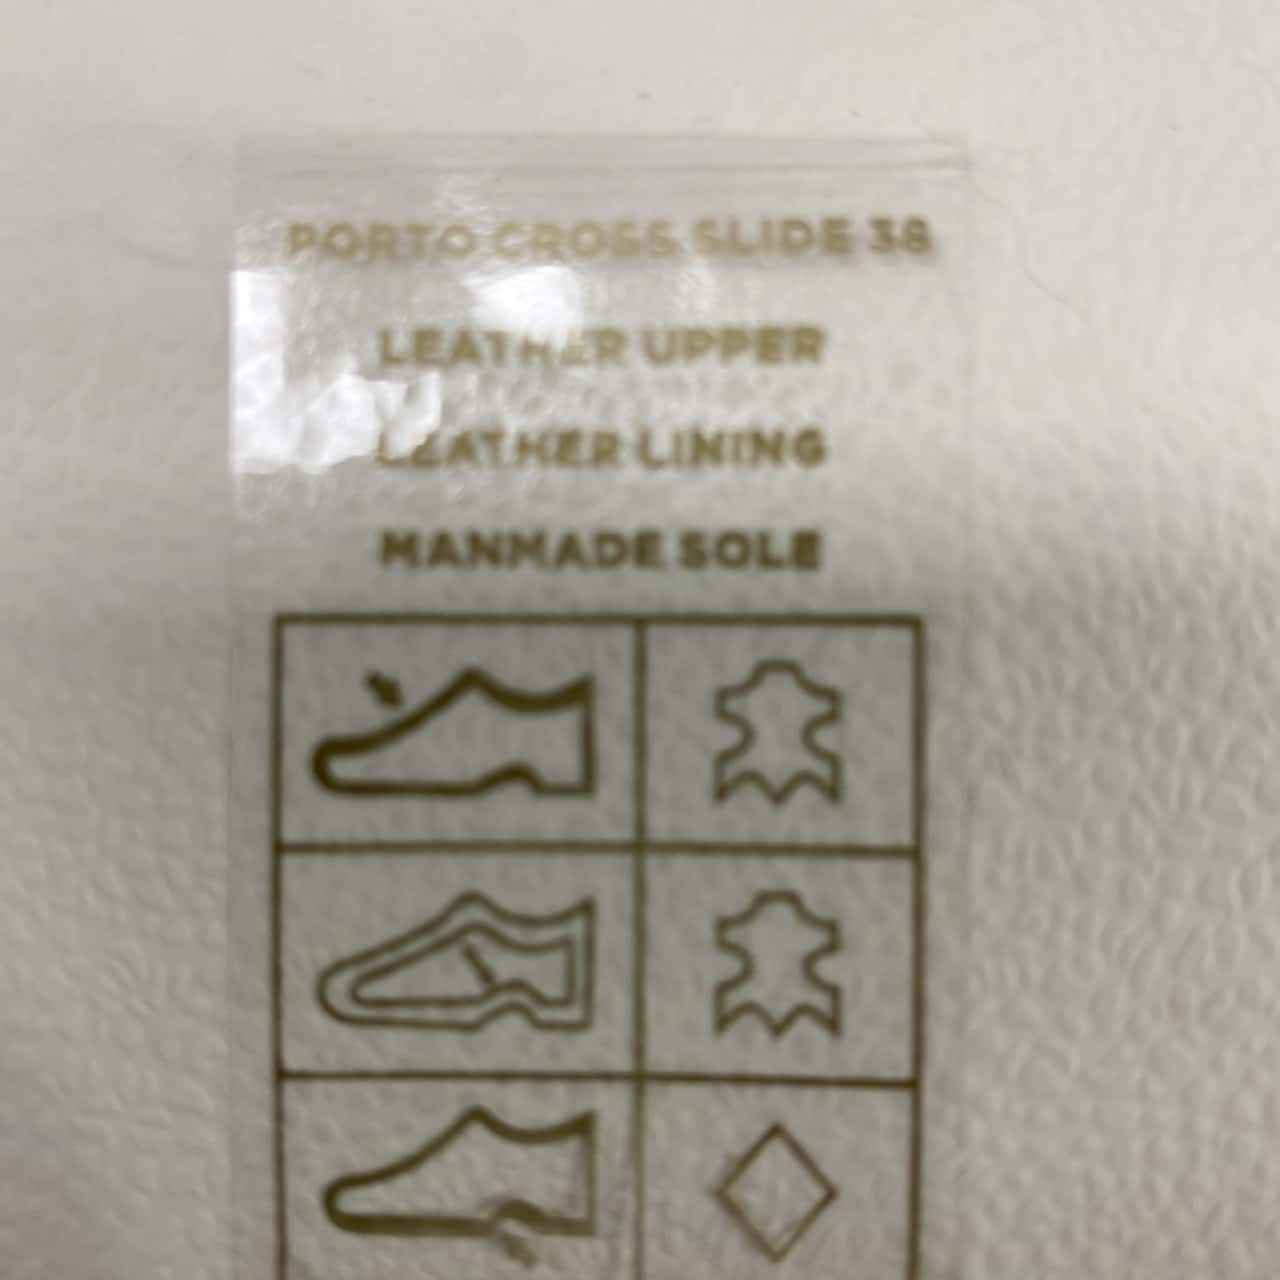 PORTO CROSS SLIDE 38
LEATHER UPPER
LEATHER LINING
MANMADE SOLE